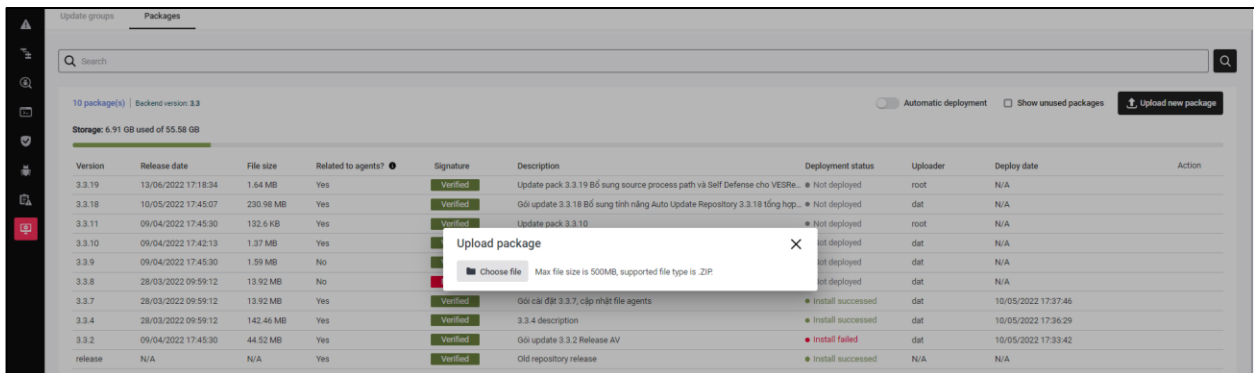 Update groups Packages
Search
10 package(s) | Backend version: 3.3 Automatic deployment Show unused packages Upload new package
Storage: 6.91 GB used of 55.58 GB
Version Release date File size Related to agents? Signature Description Deployment status Uploader Deploy date Action
3.3.19 13/06/2022 17:18:34 1.64 MB Yes Verified Update pack 3.3.19 Bổ sung source process path và Self Defense cho VESRe... Not deployed root N/A
3.3.18 10/05/2022 17:45:07 230.98 MB Yes Verified Gói update 3.3.18 Bổ sung tính năng Auto Update Repository 3.3.18 tổng hợp... Not deployed dat N/A
3.3.11 09/04/2022 17:45:30 132.6 KB Yes Verified Update pack 3.3.10 Not deployed root N/A
3.3.10 09/04/2022 17:42:13 1.37 MB Yes Not deployed dat N/A
3.3.9 09/04/2022 17:45:30 1.59 MB No deployed dat N/A
3.3.8 28/03/2022 09:59:12 13.92 MB No deployed dat N/A
Upload package
Choose file Max file size is 500MB, supported file type is .ZIP.
3.3.7 28/03/2022 09:59:12 13.92 MB Yes Verified Gói cài đặt 3.3.7, cập nhật file agents Install successed dat 10/05/2022 17:37:46
3.3.4 28/03/2022 09:59:12 142.46 MB Yes Verified 3.3.4 description Install successed dat 10/05/2022 17:36:29
3.3.2 09/04/2022 17:45:30 44.52 MB Yes Verified Gói update 3.3.2 Release AV Install failed dat 10/05/2022 17:33:42
release N/A N/A Yes Verified Old repository release Install successed N/A N/A